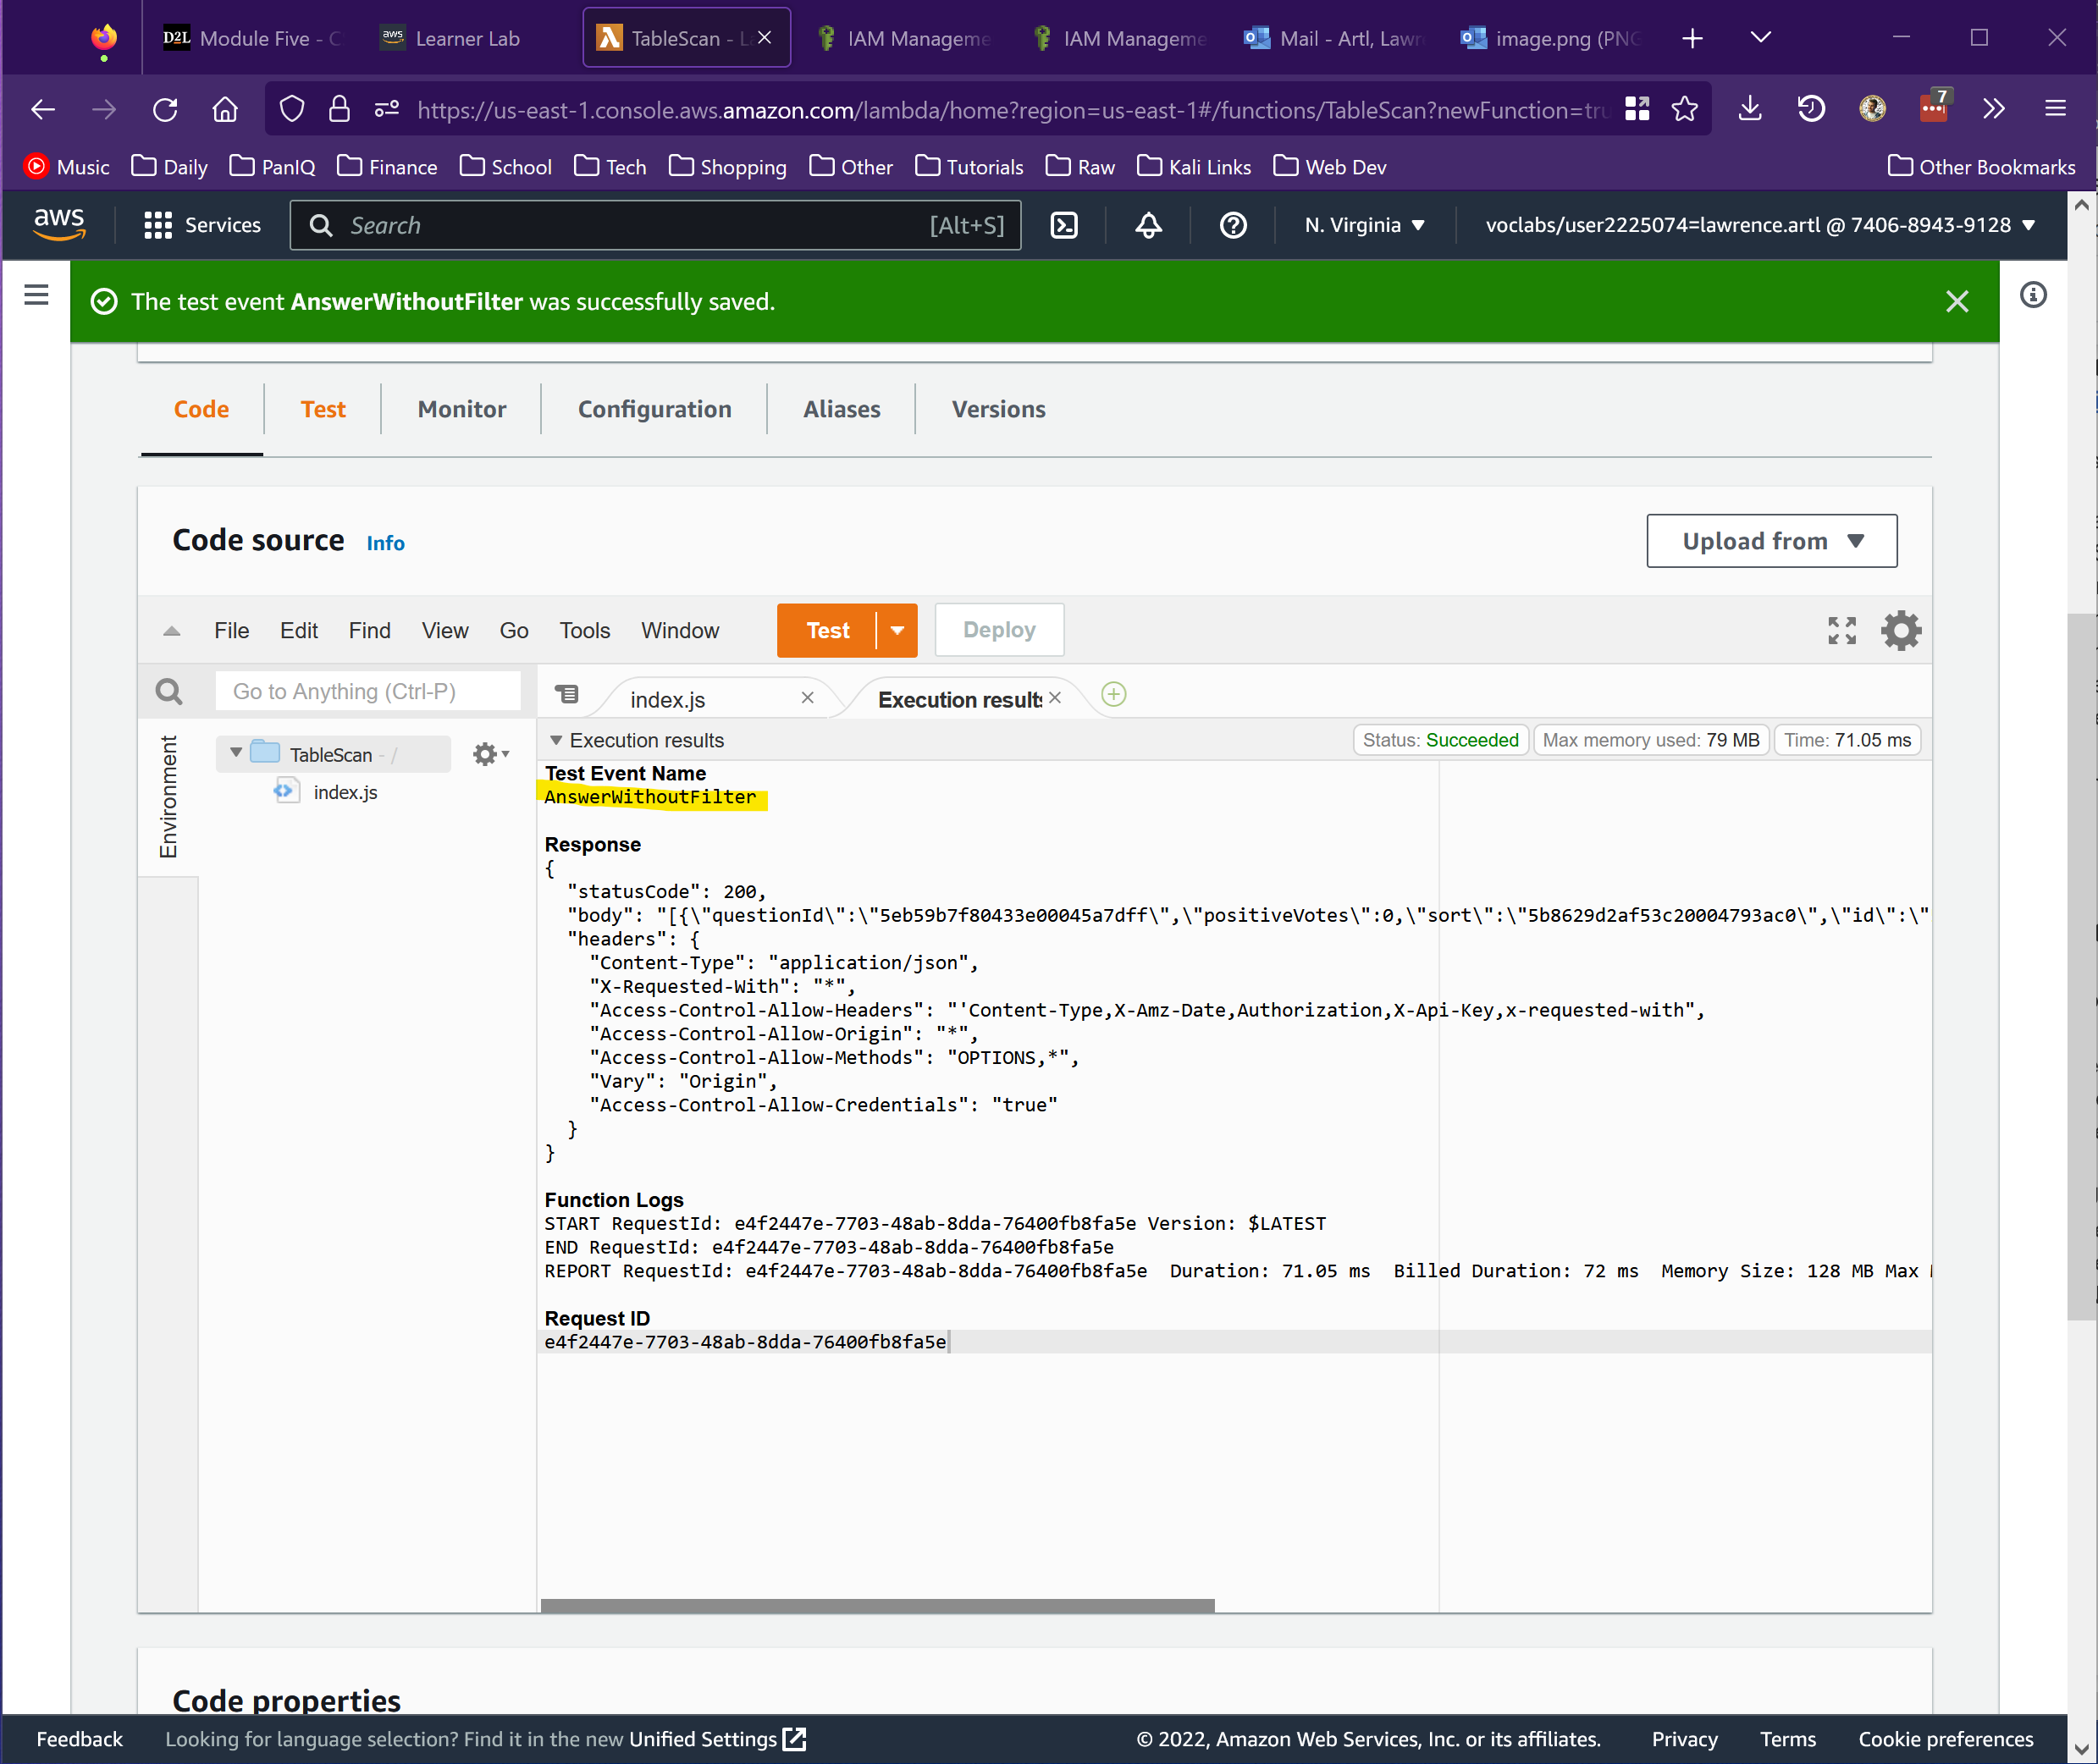 D2L Module Five - C
aws Learner Lab
TableScan - La
IAM Manageme
IAM Manageme
Mail - Artl, Lawr
image.png (PNG
https://us-east-1.console.aws.amazon.com/lambda/home?region=us-east-1#/functions/TableScan?newFunction=tru
7
Music Daily PanIQ Finance School Tech Shopping Other Tutorials Raw Kali Links Web Dev Other Bookmarks
aws Services Search [Alt+S] N. Virginia voclabs/user2225074=lawrence.artl @ 7406-8943-9128
The test event AnswerWithoutFilter was successfully saved.
Code Test Monitor Configuration Aliases Versions
Code source Info Upload from
File Edit Find View Go Tools Window Test Deploy
Go to Anything (Ctrl-P) index.js Execution results
Environment
TableScan - /
index.js
Execution results Status: Succeeded Max memory used: 79 MB Time: 71.05 ms
Test Event Name
AnswerWithoutFilter
Response
{
"statusCode": 200,
"body": "[{\"questionId\":\"5eb59b7f80433e00045a7dff\",\"positiveVotes\":0,\"sort\":\"5b8629d2af53c20004793ac0\",\"id\":\"
"headers": {
"Content-Type": "application/json",
"X-Requested-With": "*",
"Access-Control-Allow-Headers": "'Content-Type,X-Amz-Date,Authorization,X-Api-Key,x-requested-with",
"Access-Control-Allow-Origin": "*",
"Access-Control-Allow-Methods": "OPTIONS,*",
"Vary": "Origin",
"Access-Control-Allow-Credentials": "true"
}
}
Function Logs
START RequestId: e4f2447e-7703-48ab-8dda-76400fb8fa5e Version: $LATEST
END RequestId: e4f2447e-7703-48ab-8dda-76400fb8fa5e
REPORT RequestId: e4f2447e-7703-48ab-8dda-76400fb8fa5e Duration: 71.05 ms Billed Duration: 72 ms Memory Size: 128 MB Max
Request ID
e4f2447e-7703-48ab-8dda-76400fb8fa5e
Code properties
Feedback Looking for language selection? Find it in the new Unified Settings © 2022, Amazon Web Services, Inc. or its affiliates. Privacy Terms Cookie preferences